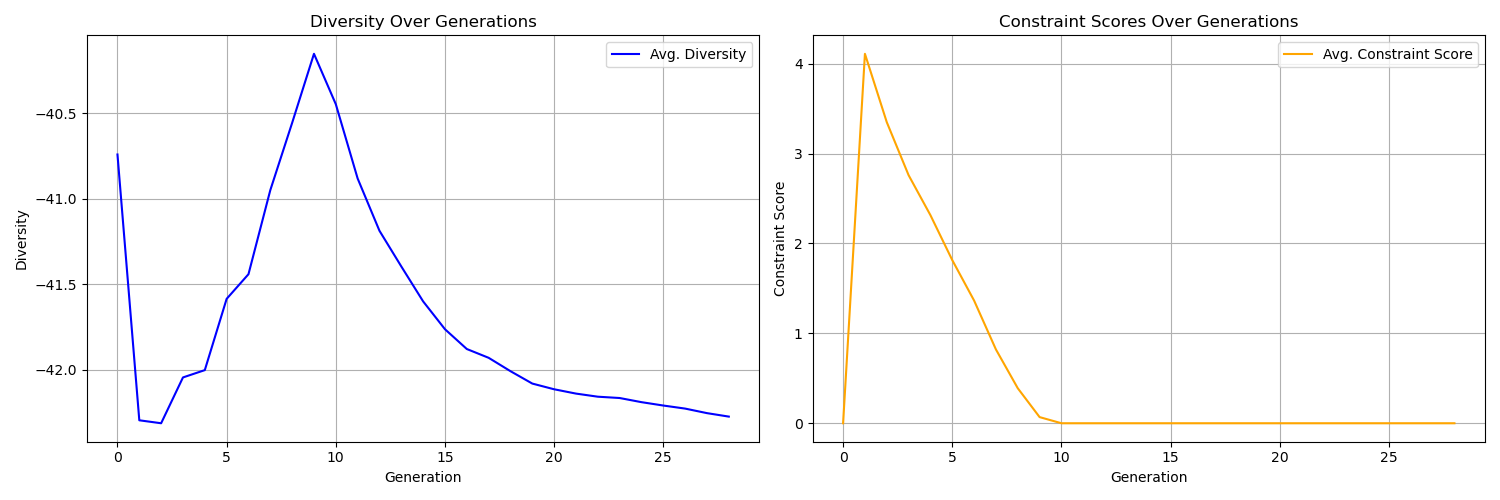 Diversity Over Generations
Avg. Diversity
Diversity
−40.5
−41.0
−41.5
−42.0
0
5
10
15
20
25
Generation
Constraint Scores Over Generations
Avg. Constraint Score
Constraint Score
4
3
2
1
0
0
5
10
15
20
25
Generation